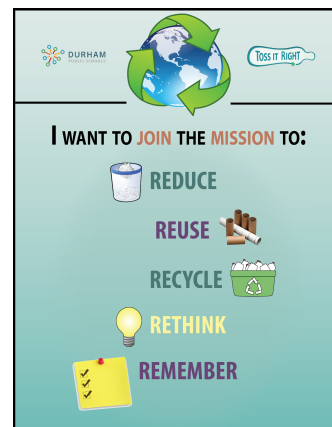 DURHAM
PUBLIC SCHOOLS
TOSS IT RIGHT
I WANT TO JOIN THE MISSION TO:
REDUCE
REUSE
RECYCLE
RETHINK
REMEMBER